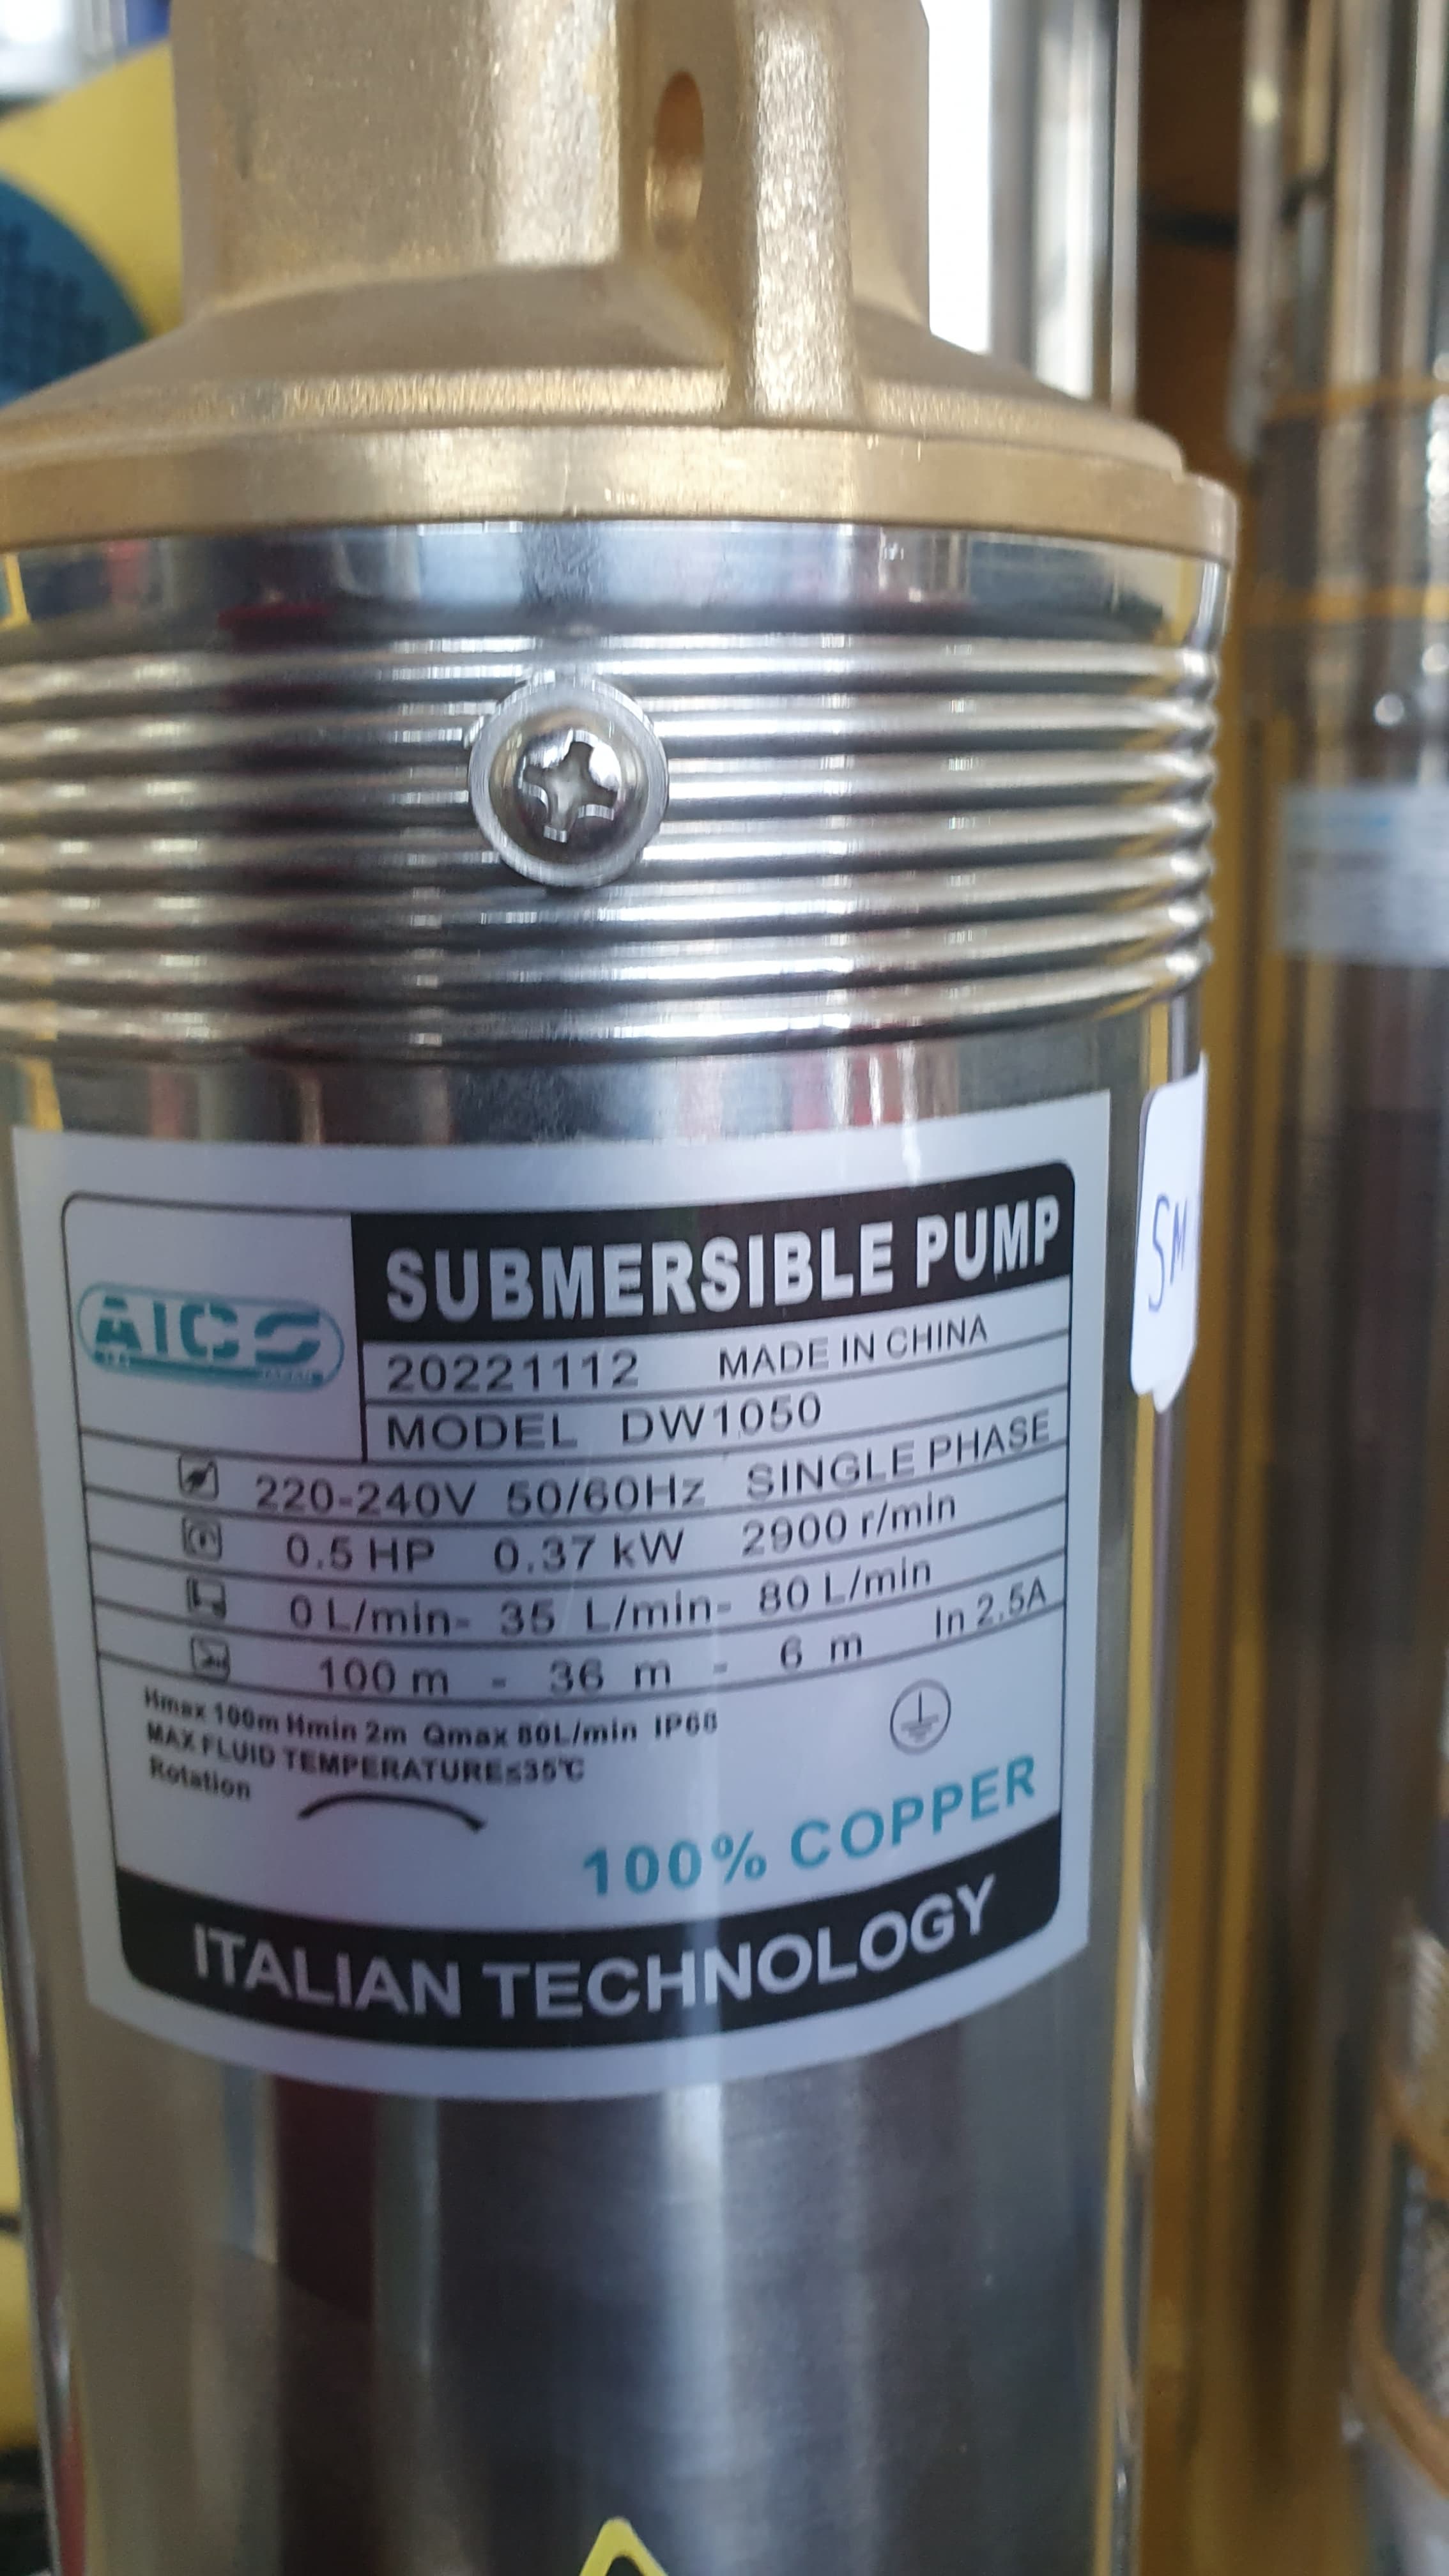 SUBMERSIBLE PUMP
AICO
20221112 MADE IN CHINA
MODEL DW1050
220-240V 50/60Hz SINGLE PHASE
0.5 HP 0.37 kW 2900 r/min
0 L/min- 35 L/min- 80 L/min
100 m - 36 m - 6 m In 2.5A
Hmax 100m Hmin 2m Qmax 80L/min IP68
MAX FLUID TEMPERATURE≤35℃
Rotation
100% COPPER
ITALIAN TECHNOLOGY
SM